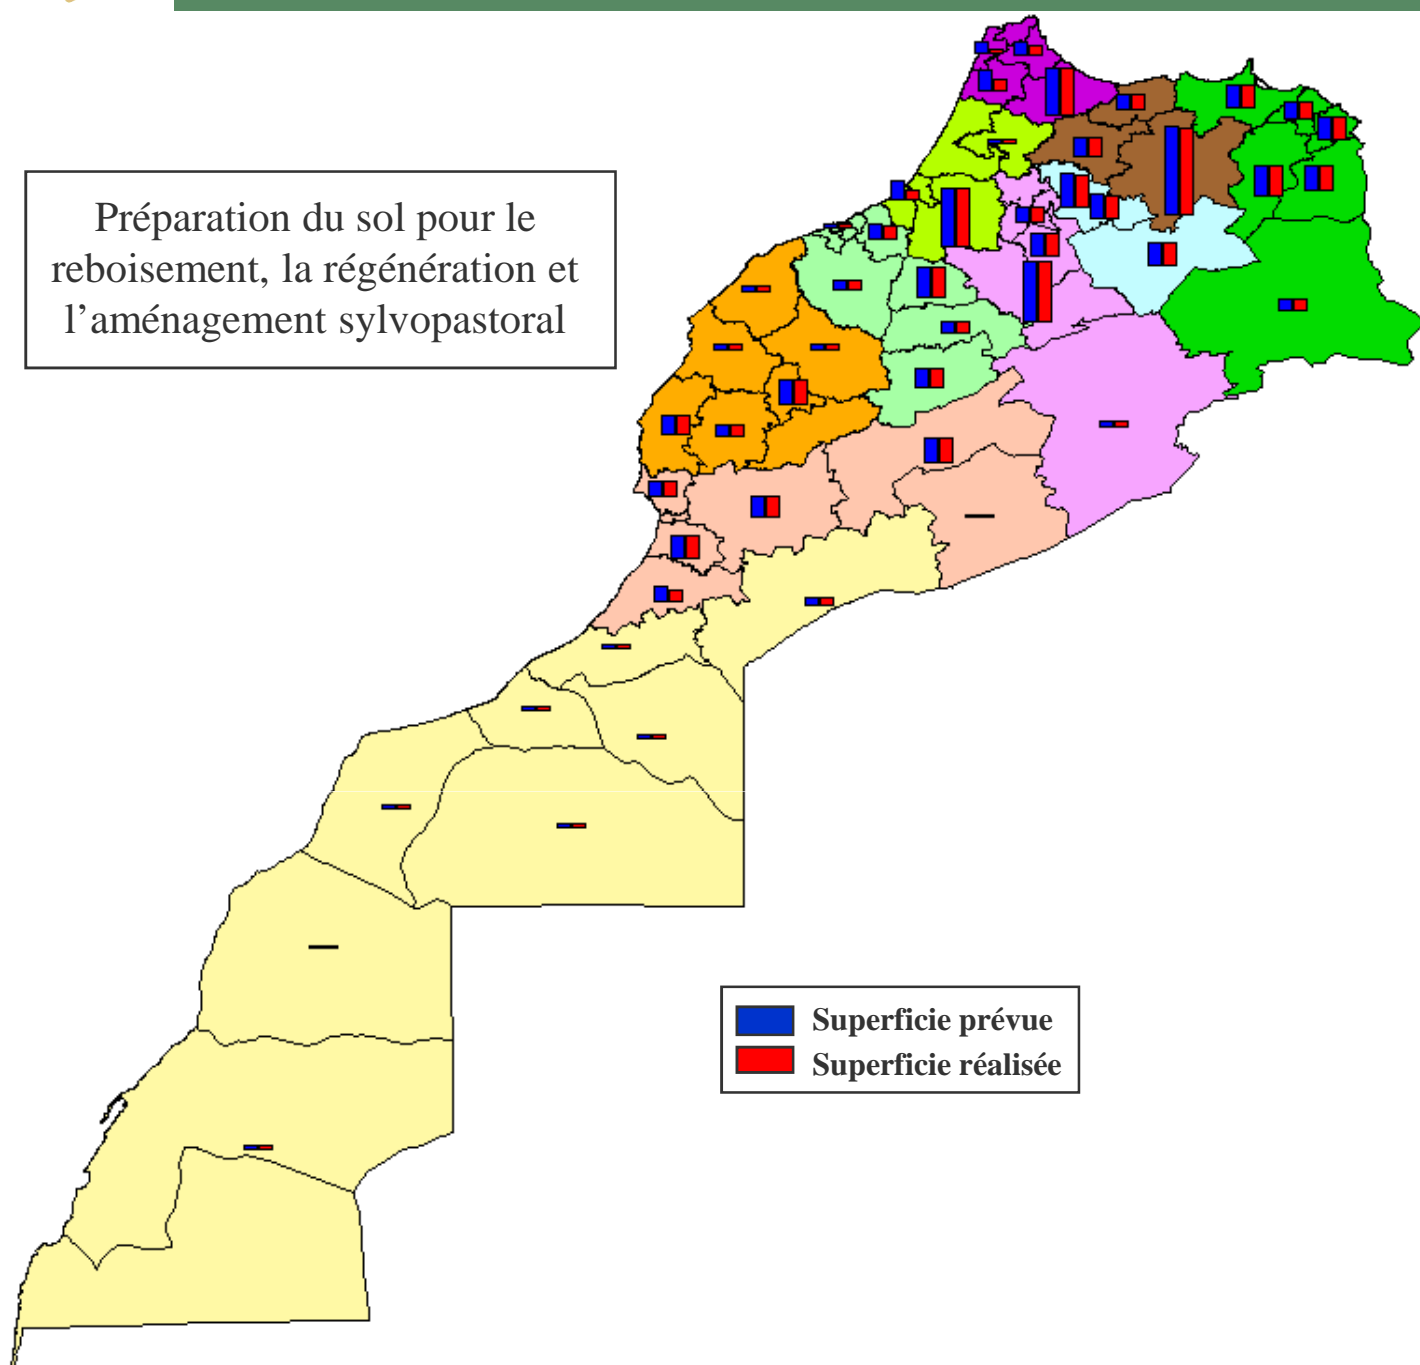 Préparation du sol pour le
reboisement, la régénération et
l’aménagement sylvopastoral
Superficie prévue
Superficie réalisée